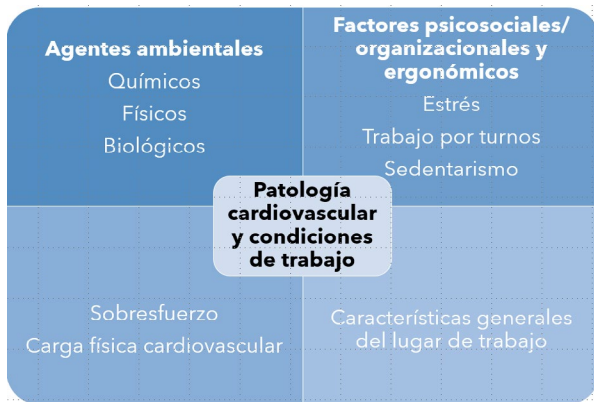 Agentes ambientales
Químicos
Físicos
Biológicos
Factores psicosociales/
organizacionales y
ergonómicos
Estrés
Trabajo por turnos
Sedentarismo
Patología
cardiovascular
y condiciones
de trabajo
Sobresfuerzo
Carga física cardiovascular
Características generales
del lugar de trabajo